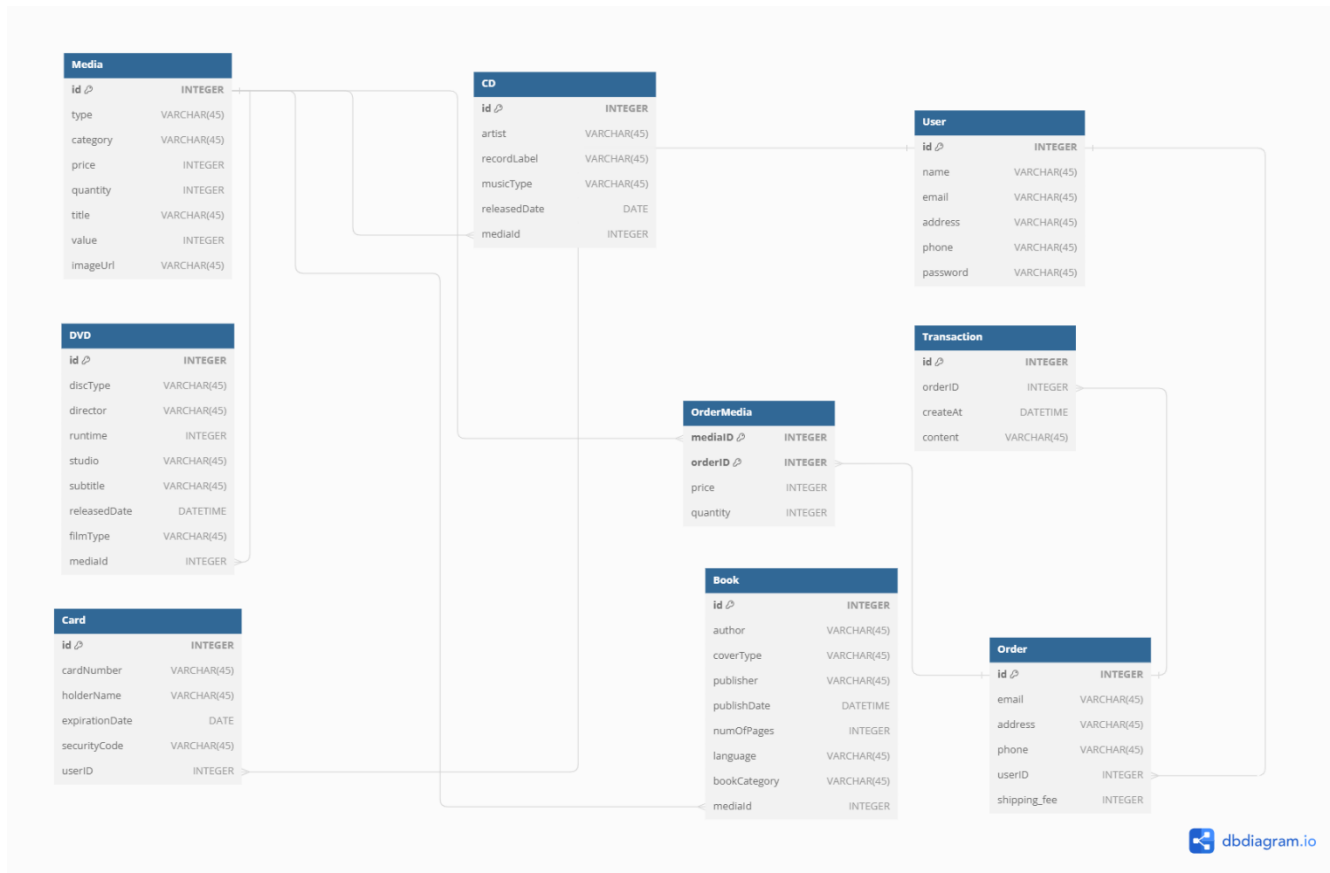 Media
id INTEGER
type VARCHAR(45)
category VARCHAR(45)
price INTEGER
quantity INTEGER
title VARCHAR(45)
value INTEGER
imageUrl VARCHAR(45)
CD
id INTEGER
artist VARCHAR(45)
recordLabel VARCHAR(45)
musicType VARCHAR(45)
releasedDate DATE
mediaId INTEGER
User
id INTEGER
name VARCHAR(45)
email VARCHAR(45)
address VARCHAR(45)
phone VARCHAR(45)
password VARCHAR(45)
DVD
id INTEGER
discType VARCHAR(45)
director VARCHAR(45)
runtime INTEGER
studio VARCHAR(45)
subtitle VARCHAR(45)
releasedDate DATETIME
filmType VARCHAR(45)
mediaId INTEGER
Transaction
id INTEGER
orderID INTEGER
createAt DATETIME
content VARCHAR(45)
OrderMedia
mediaID INTEGER
orderID INTEGER
price INTEGER
quantity INTEGER
Book
id INTEGER
author VARCHAR(45)
coverType VARCHAR(45)
publisher VARCHAR(45)
publishDate DATETIME
numOfPages INTEGER
language VARCHAR(45)
bookCategory VARCHAR(45)
mediaId INTEGER
Card
id INTEGER
cardNumber VARCHAR(45)
holderName VARCHAR(45)
expirationDate DATE
securityCode VARCHAR(45)
userID INTEGER
Order
id INTEGER
email VARCHAR(45)
address VARCHAR(45)
phone VARCHAR(45)
userID INTEGER
shipping_fee INTEGER
dbdiagram.io